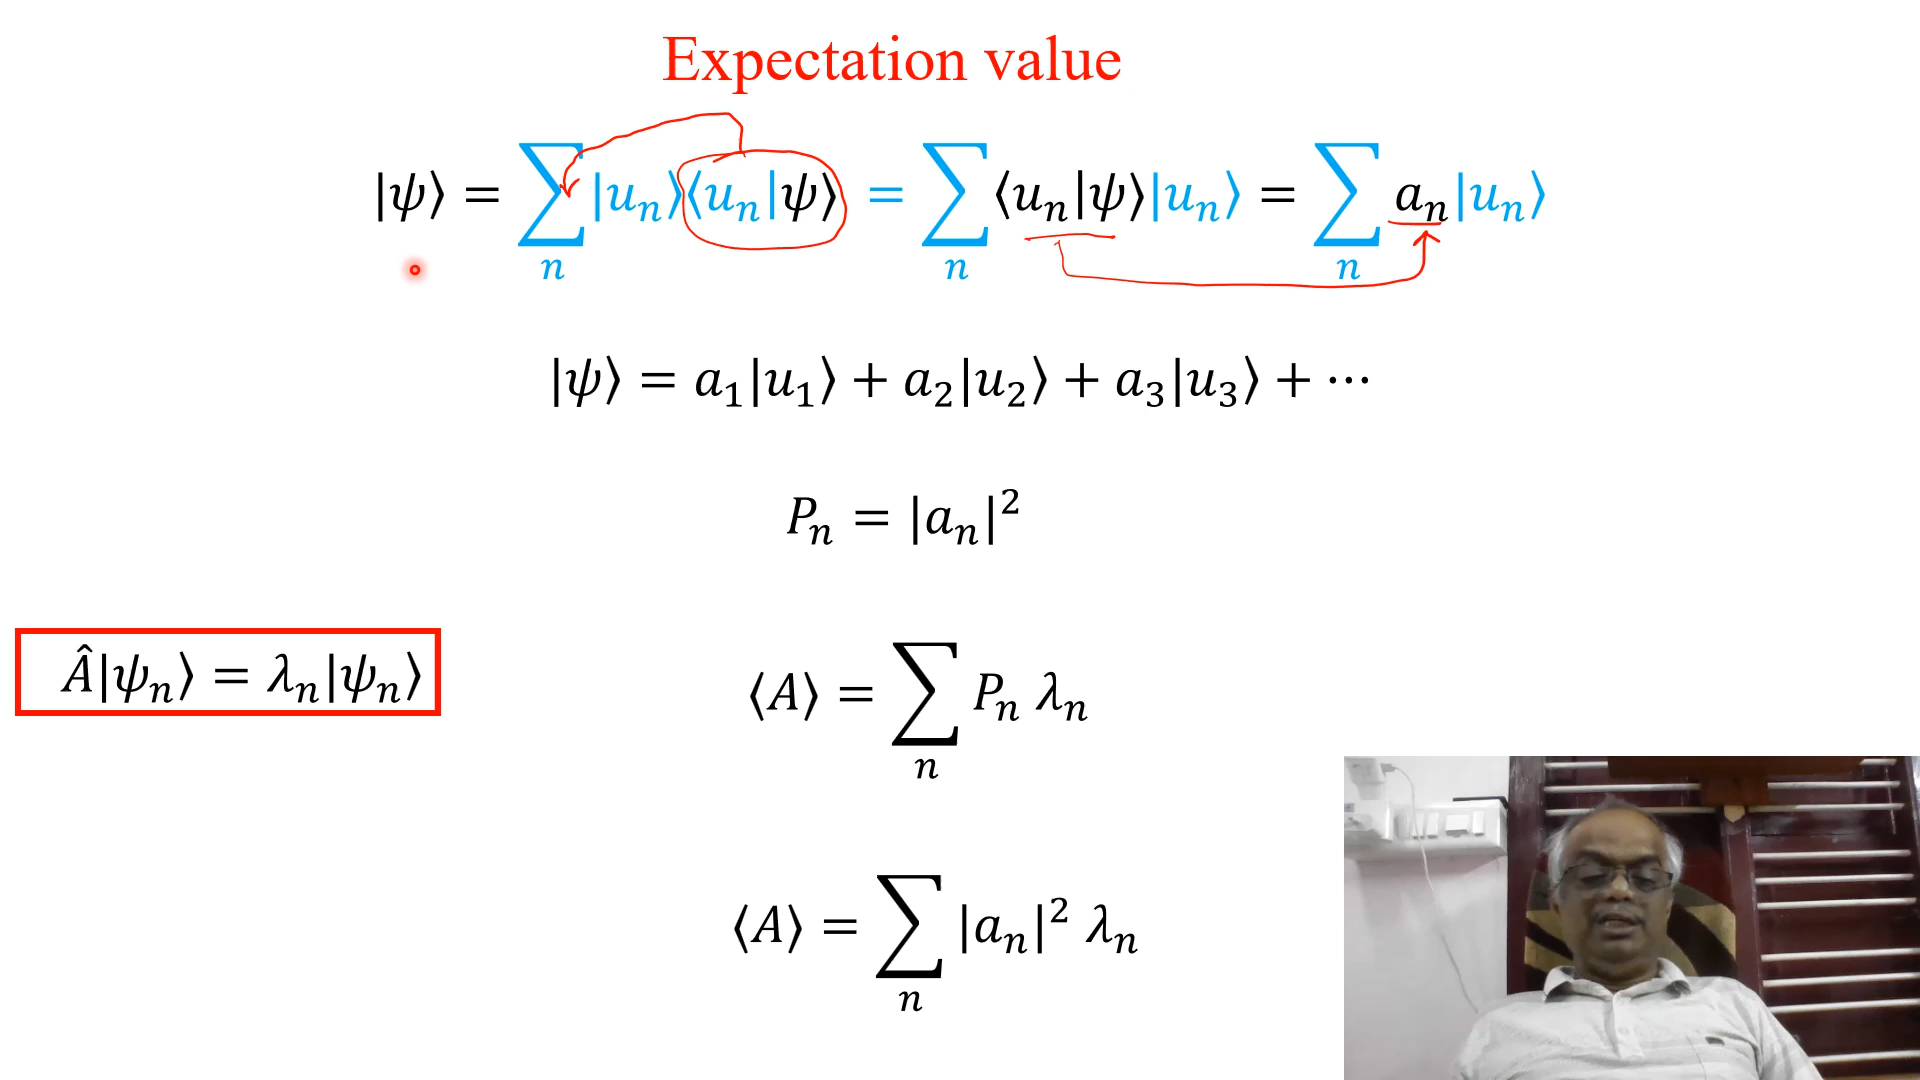 Expectation value
|ψ⟩ = ∑ₙ |uₙ⟩⟨uₙ|ψ⟩ = ∑ₙ ⟨uₙ|ψ⟩|uₙ⟩ = ∑ₙ aₙ|uₙ⟩
|ψ⟩ = a₁|u₁⟩ + a₂|u₂⟩ + a₃|u₃⟩ + ⋯
Pₙ = |aₙ|²
Â|ψₙ⟩ = λₙ|ψₙ⟩
⟨A⟩ = ∑ₙ Pₙ λₙ
⟨A⟩ = ∑ₙ |aₙ|² λₙ